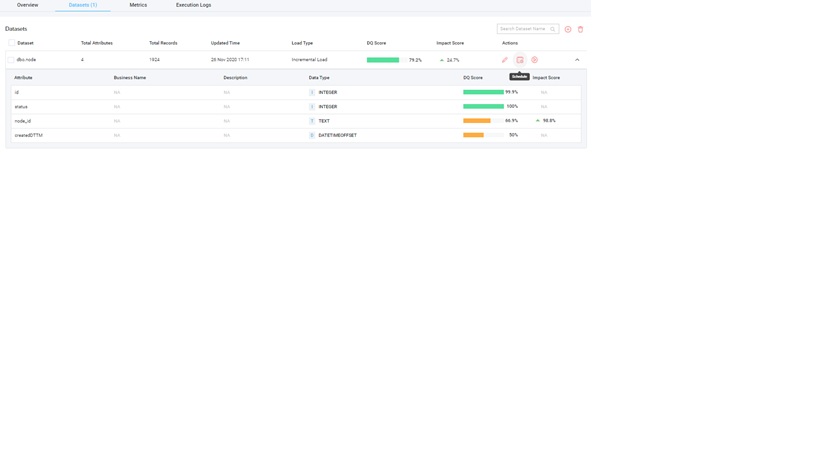 Overview Datasets (1) Metrics Execution Logs
Datasets Search Dataset Name
Dataset Total Attributes Total Records Updated Time Load Type DQ Score Impact Score Actions
dbo.node 4 1924 26 Nov 2020 17:11 Incremental Load 79.2% 24.7%
Schedule
Attribute Business Name Description Data Type DQ Score Impact Score
id NA NA INTEGER 99.9% NA
status NA NA INTEGER 100% NA
node_id NA NA T TEXT 66.9% 98.8%
createdDTTM NA NA D DATETIMEOFFSET 50% NA